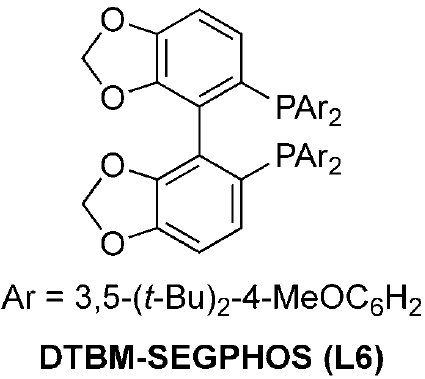 O
O
PAr₂
PAr₂
O
O
Ar = 3,5-(t-Bu)₂-4-MeOC₆H₂
DTBM-SEGPHOS (L6)